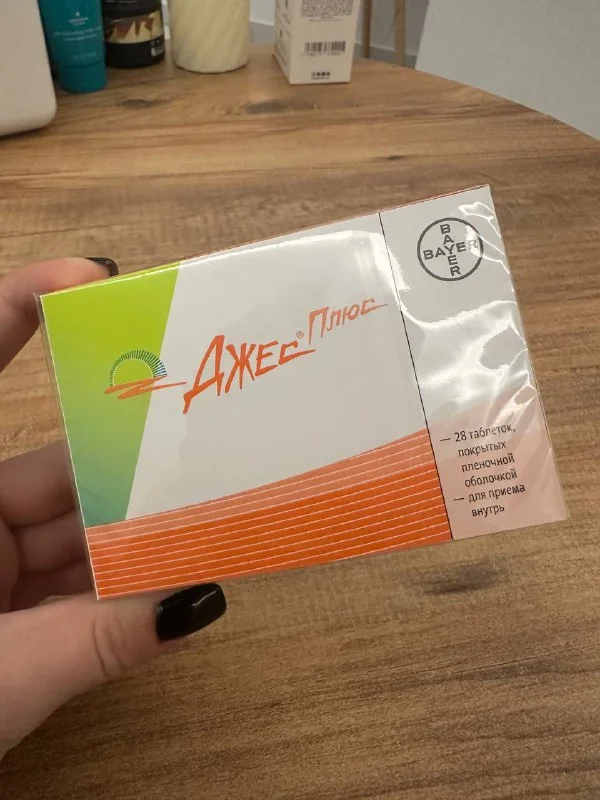 BAYER
BAYER
Джес® Плюс
— 28 таблеток,
покрытых
пленочной
оболочкой
— для приема
внутрь